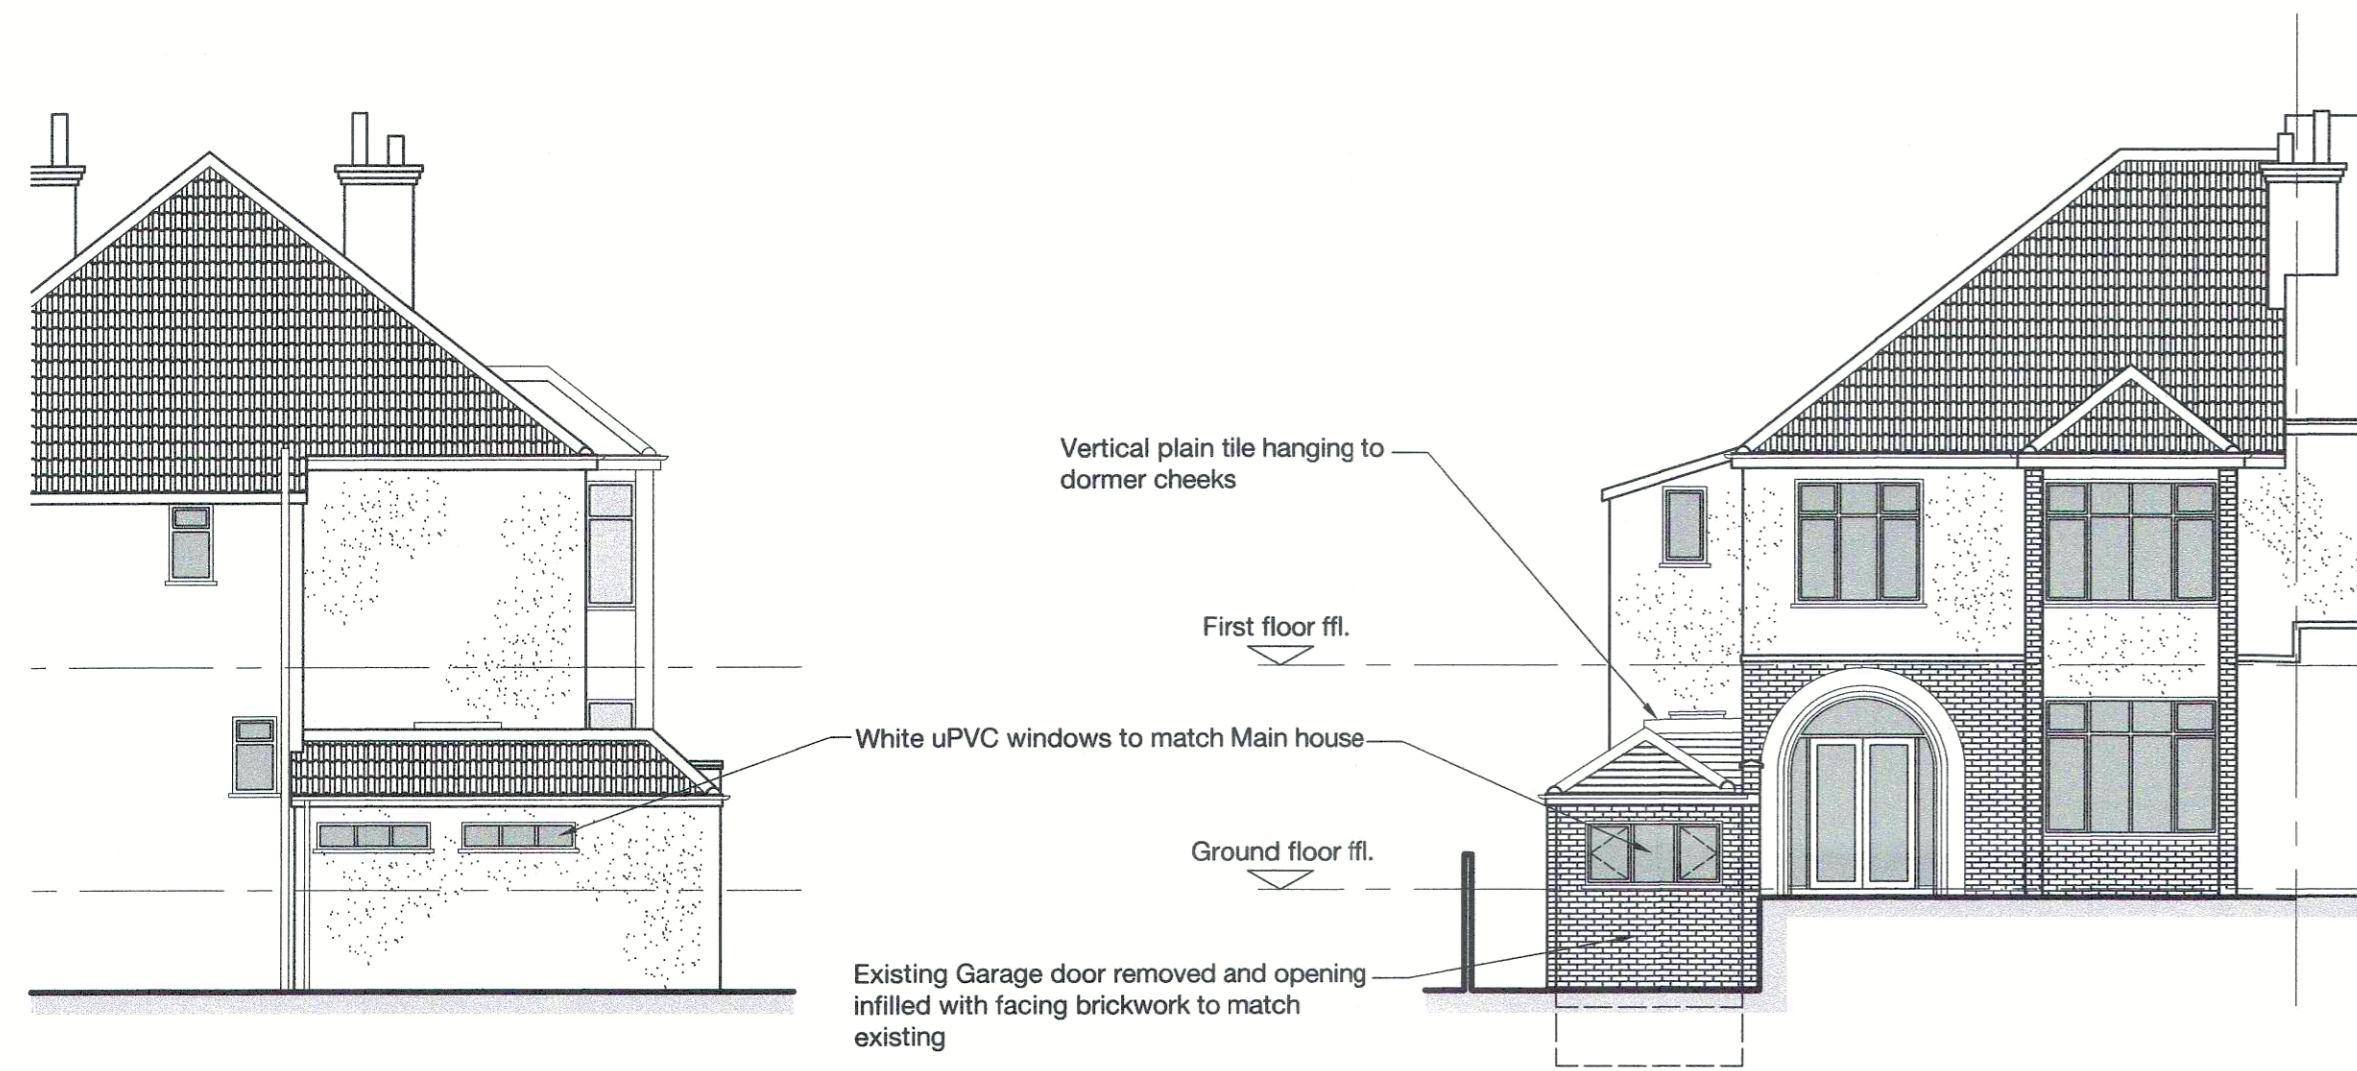 Vertical plain tile hanging to
dormer cheeks
First floor ffl.
White uPVC windows to match Main house
Ground floor ffl.
Existing Garage door removed and opening
infilled with facing brickwork to match
existing